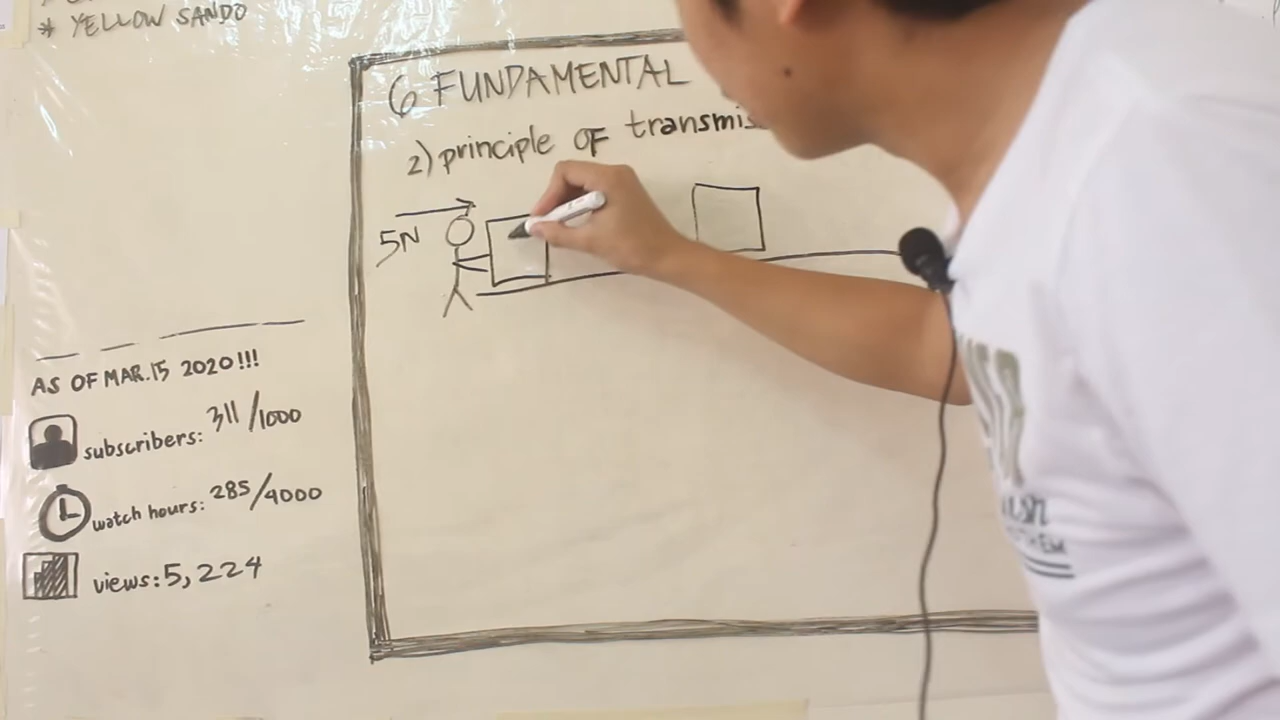 * YELLOW SANDO
6 FUNDAMENTAL
2) principle OF transmis
5N
AS OF MAR.15 2020!!!
subscribers: 311/1000
watch hours: 285/4000
views: 5,224